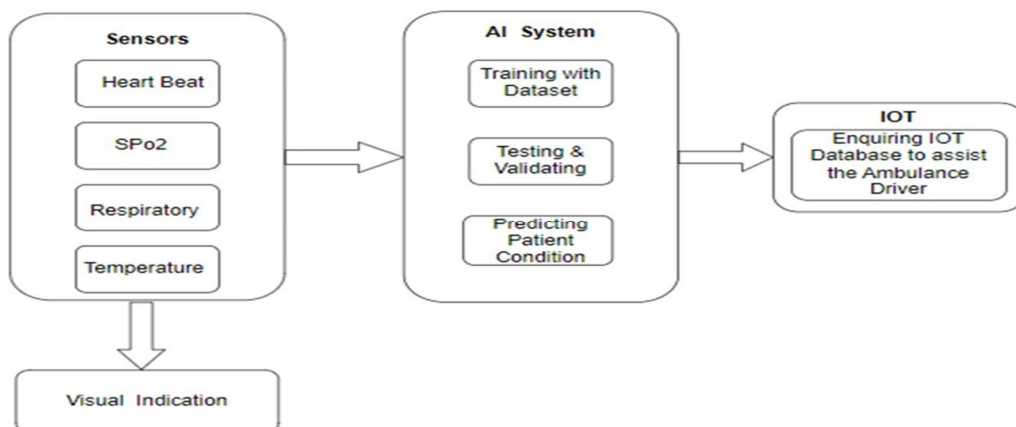 Sensors
Heart Beat
SPo2
Respiratory
Temperature
Visual Indication
AI System
Training with
Dataset
Testing &
Validating
Predicting
Patient
Condition
IOT
Enquiring IOT
Database to assist
the Ambulance
Driver